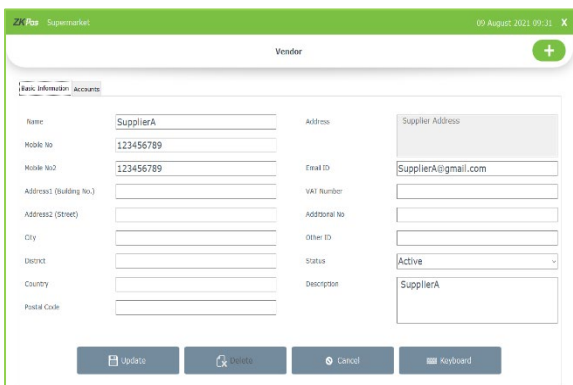 ZKPos Supermarket 09 August 2021 09:31 X
Vendor
Basic Information Accounts
Name SupplierA Address Supplier Address
Mobile No 123456789
Mobile No2 123456789 Email ID SupplierA@gmail.com
Address1 (Building No.) VAT Number
Address2 (Street) Additional No
City Other ID
District Status Active
Country Description SupplierA
Postal Code
Update Delete Cancel Keyboard